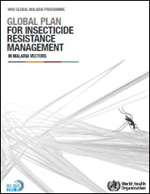 WHO GLOBAL MALARIA PROGRAMME
GLOBAL PLAN
FOR INSECTICIDE
RESISTANCE
MANAGEMENT
IN MALARIA VECTORS
World Health
Organization